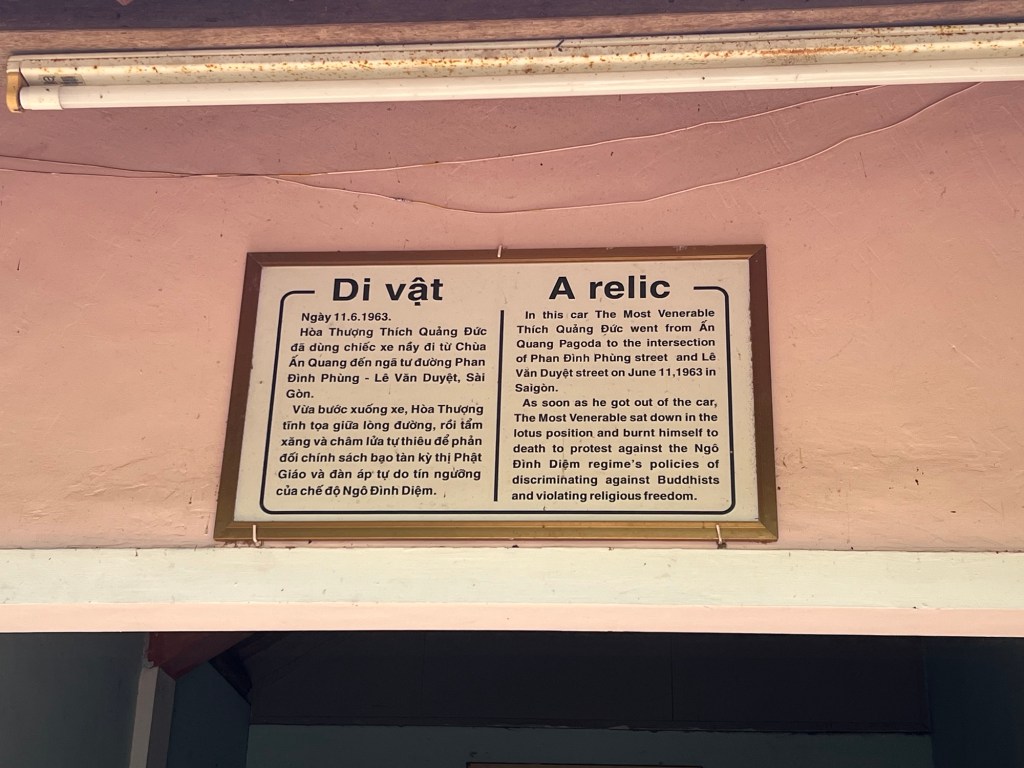 Di vật
Ngày 11.6.1963.
Hòa Thượng Thích Quảng Đức
đã dùng chiếc xe nầy đi từ Chùa
Ấn Quang đến ngã tư đường Phan
Đình Phùng - Lê Văn Duyệt, Sài
Gòn.
Vừa bước xuống xe, Hòa Thượng
tĩnh tọa giữa lòng đường, rồi tẩm
xăng và châm lửa tự thiêu để phản
đối chính sách bạo tàn kỳ thị Phật
Giáo và đàn áp tự do tín ngưỡng
của chế độ Ngô Đình Diệm.
A relic
In this car The Most Venerable
Thích Quảng Đức went from Ấn
Quang Pagoda to the intersection
of Phan Đình Phùng street and Lê
Văn Duyệt street on June 11,1963 in
Saigòn.
As soon as he got out of the car,
The Most Venerable sat down in the
lotus position and burnt himself to
death to protest against the Ngô
Đình Diệm regime's policies of
discriminating against Buddhists
and violating religious freedom.